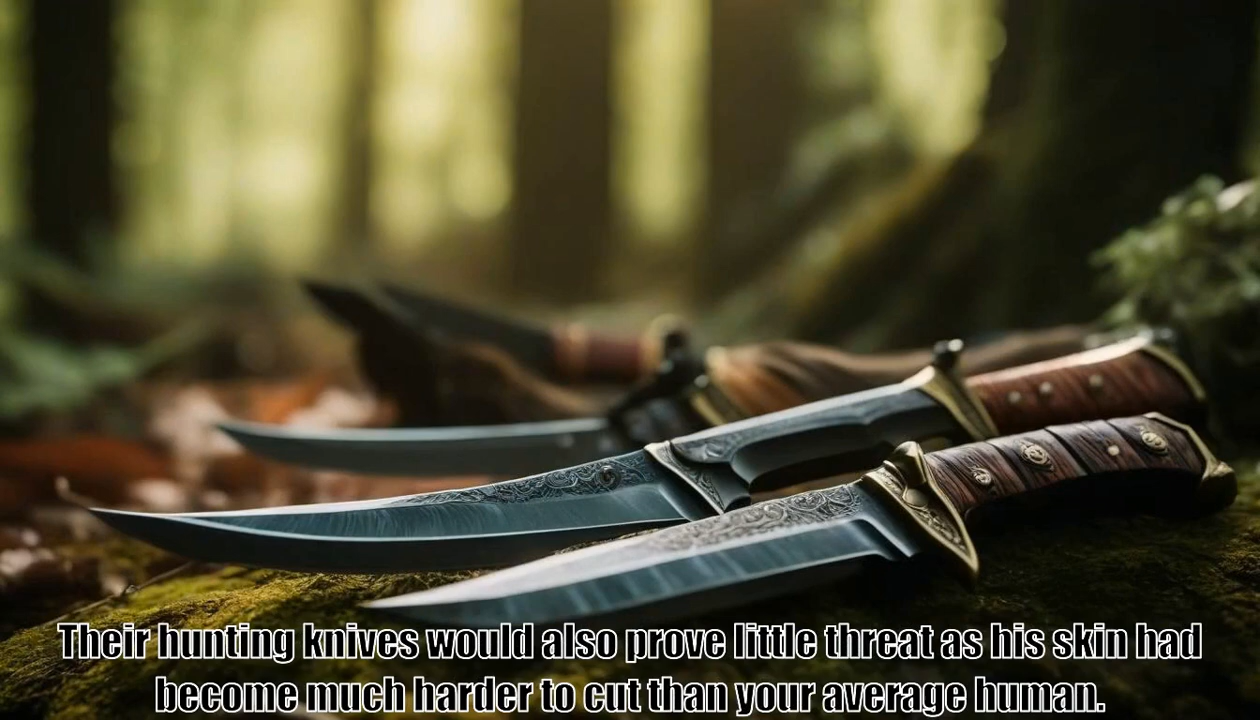 Their hunting knives would also prove little threat as his skin had
become much harder to cut than your average human.